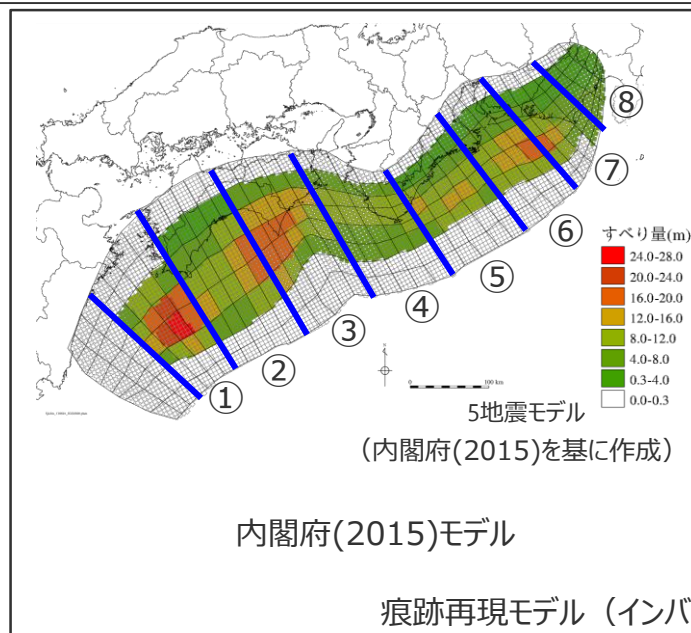 ⑧
⑦
⑥
⑤
④
③
②
①
すべり量(m)
24.0-28.0
20.0-24.0
16.0-20.0
12.0-16.0
8.0-12.0
4.0-8.0
0.3-4.0
0.0-0.3
0 100 km
5地震モデル
（内閣府(2015)を基に作成）
内閣府(2015)モデル
痕跡再現モデル（インバ